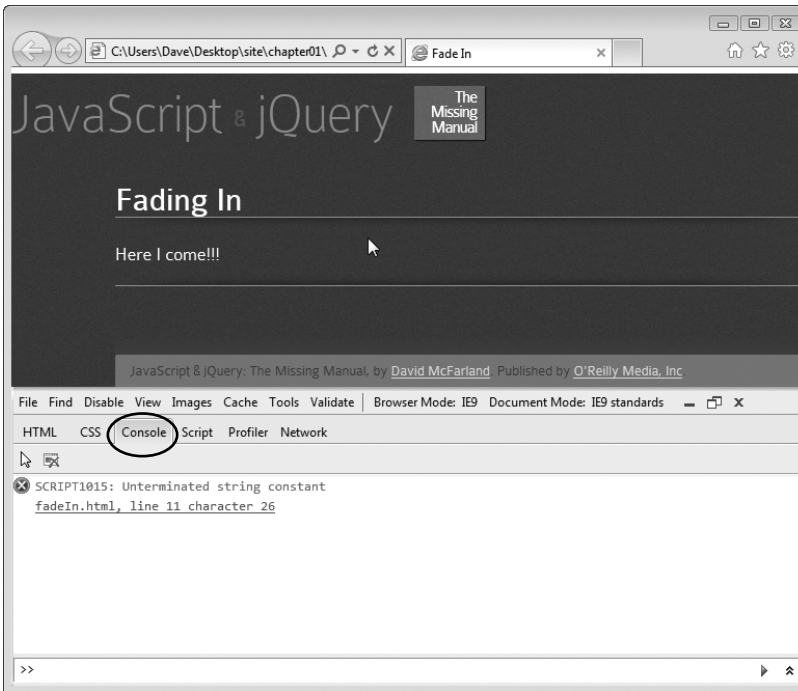 C:\Users\Dave\Desktop\site\chapter01\
Fade In
JavaScript & jQuery
The
Missing
Manual
Fading In
Here I come!!!
JavaScript & jQuery: The Missing Manual, by David McFarland. Published by O'Reilly Media, Inc
File Find Disable View Images Cache Tools Validate Browser Mode: IE9 Document Mode: IE9 standards
HTML CSS Console Script Profiler Network
SCRIPT1015: Unterminated string constant
fadeIn.html, line 11 character 26
>>